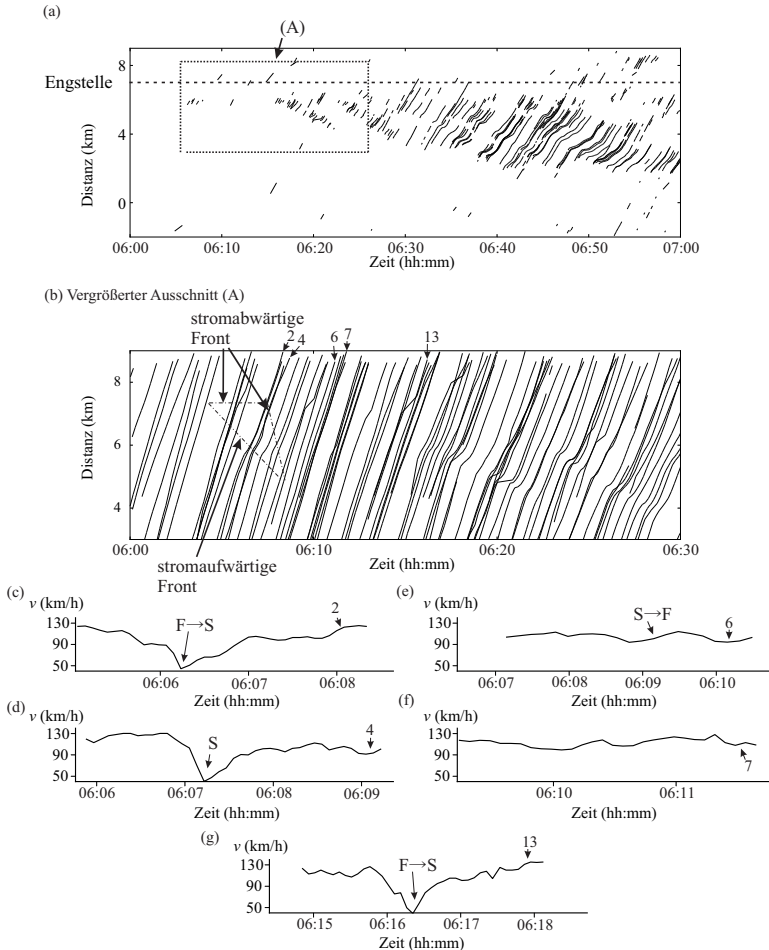 (a)
(A)
8
Engstelle
4
0
Distanz (km)
06:00 06:10 06:20 06:30 06:40 06:50 07:00
Zeit (hh:mm)
(b) Vergrößerter Ausschnitt (A)
stromabwärtige
Front
2
4
6
7
13
8
6
4
Distanz (km)
06:00 06:10 06:20 06:30
Zeit (hh:mm)
stromaufwärtige
Front
(c)
v (km/h)
130
90
50
F→S
2
06:06 06:07 06:08
Zeit (hh:mm)
(e)
v (km/h)
130
90
50
S→F
6
06:07 06:08 06:09 06:10
Zeit (hh:mm)
(d)
v (km/h)
130
90
50
S
4
06:06 06:07 06:08 06:09
Zeit (hh:mm)
(f)
v (km/h)
130
90
50
7
06:10 06:11
Zeit (hh:mm)
(g)
v (km/h)
130
90
50
F→S
13
06:15 06:16 06:17 06:18
Zeit (hh:mm)